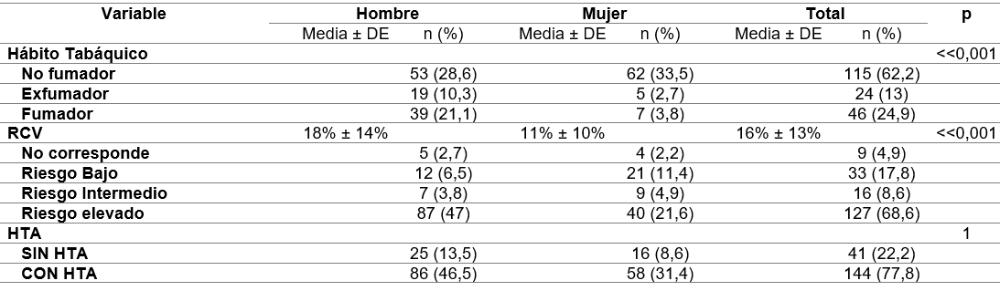 Variable Hombre Mujer Total p
Media ± DE n (%) Media ± DE n (%) Media ± DE n (%)
Hábito Tabáquico <<0,001
No fumador 53 (28,6) 62 (33,5) 115 (62,2)
Exfumador 19 (10,3) 5 (2,7) 24 (13)
Fumador 39 (21,1) 7 (3,8) 46 (24,9)
RCV 18% ± 14% 11% ± 10% 16% ± 13% <<0,001
No corresponde 5 (2,7) 4 (2,2) 9 (4,9)
Riesgo Bajo 12 (6,5) 21 (11,4) 33 (17,8)
Riesgo Intermedio 7 (3,8) 9 (4,9) 16 (8,6)
Riesgo elevado 87 (47) 40 (21,6) 127 (68,6)
HTA 1
SIN HTA 25 (13,5) 16 (8,6) 41 (22,2)
CON HTA 86 (46,5) 58 (31,4) 144 (77,8)